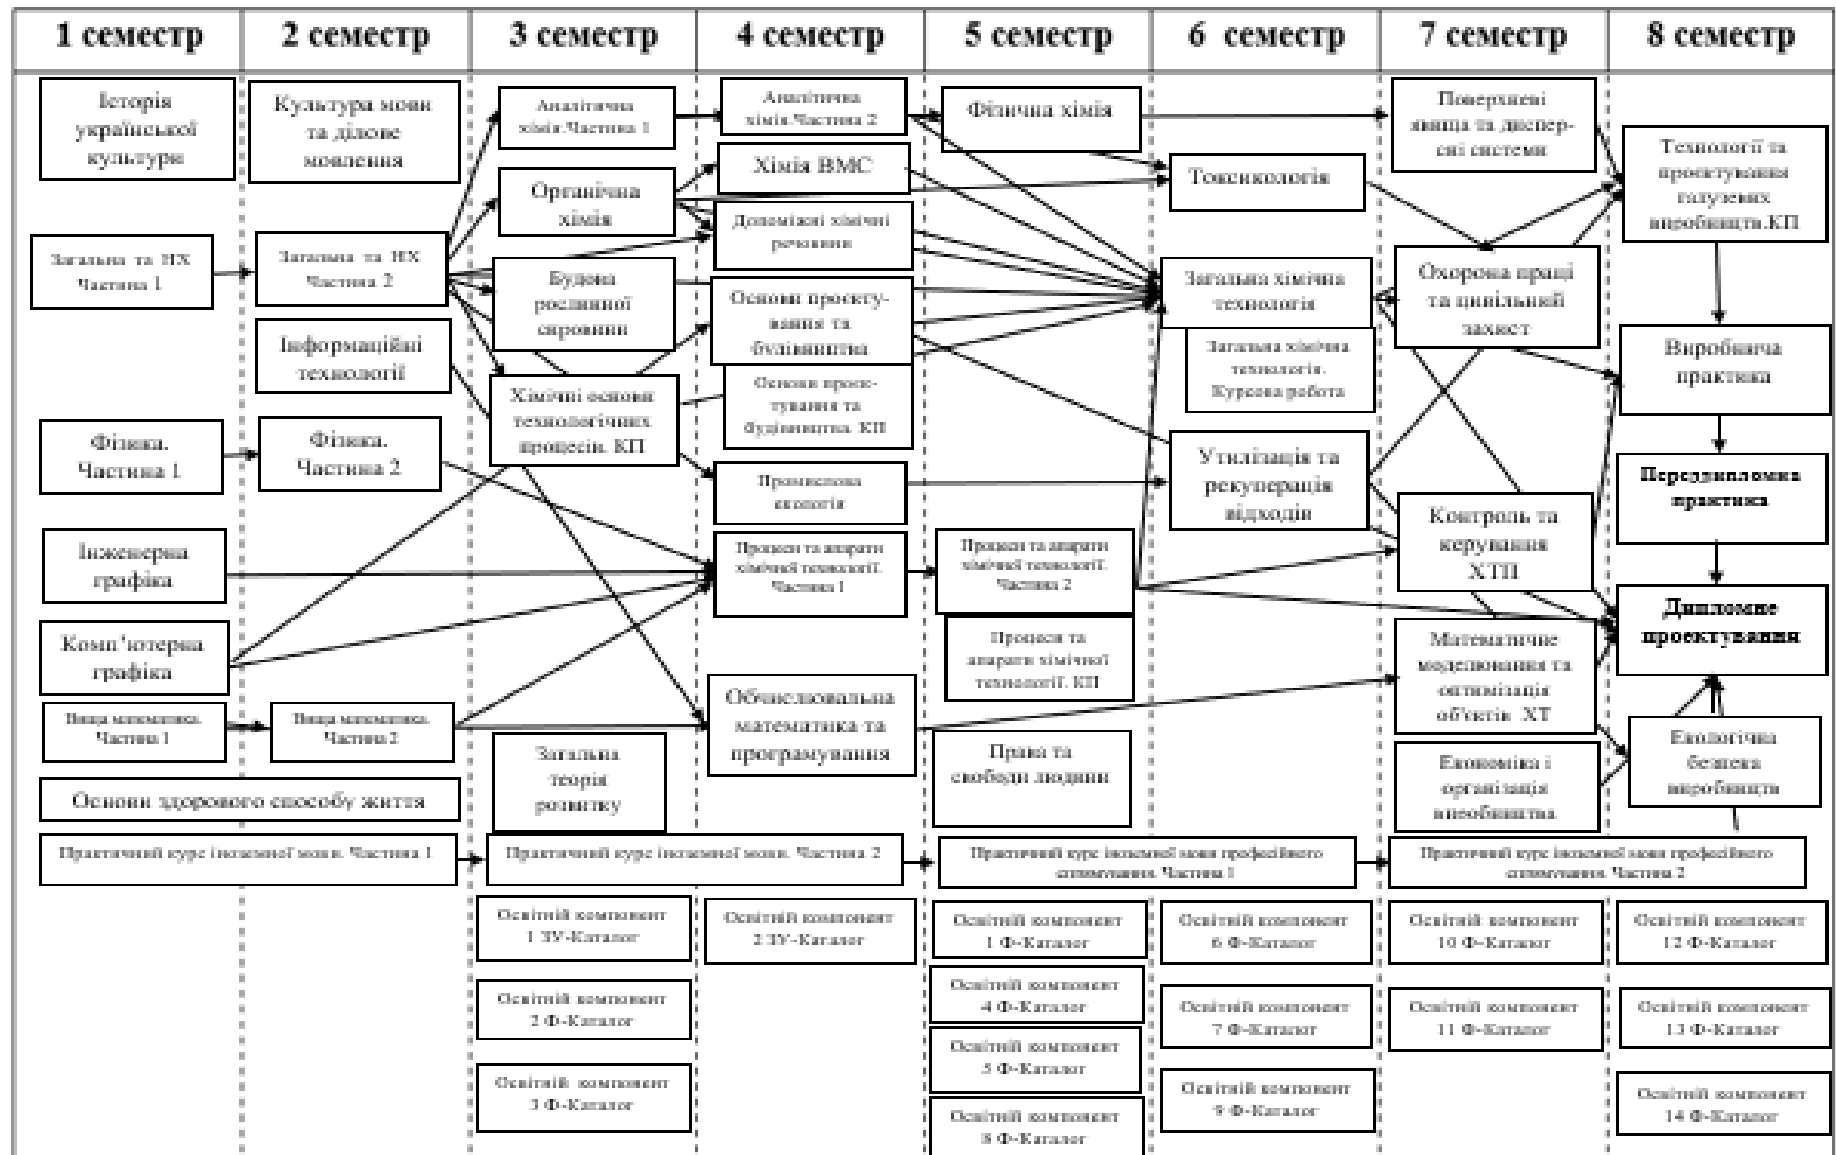 1 семестр
2 семестр
3 семестр
4 семестр
5 семестр
6 семестр
7 семестр
8 семестр
Історія
української
культури
Загальна та НХ
Частина 1
Фізика.
Частина 1
Інженерна
графіка
Комп’ютерна
графіка
Вища математика.
Частина 1
Культура мови
та ділове
мовлення
Загальна та НХ
Частина 2
Інформаційні
технології
Фізика.
Частина 2
Вища математика.
Частина 2
Основи здорового способу життя
Практичний курс іноземної мови. Частина 1
Аналітична
хімія.Частина 1
Органічна
хімія
Будова
рослинної
сировини
Хімічні основи
технологічних
процесів. КП
Загальна
теорія
розвитку
Практичний курс іноземної мови. Частина 2
Освітній компонент
1 ЗУ-Каталог
Освітній компонент
2 Ф-Каталог
Освітній компонент
3 Ф-Каталог
Аналітична
хімія.Частина 2
Хімія ВМС
Допоміжні хімічні
речовини
Основи проєкту-
вання та
будівництва
Основи проєк-
тування та
будівництва. КП
Промислова
екологія
Процеси та апарати
хімічної технології.
Частина 1
Обчислювальна
математика та
програмування
Освітній компонент
2 ЗУ-Каталог
Фізична хімія
Процеси та апарати
хімічної технології.
Частина 2
Процеси та
апарати хімічної
технології. КП
Права та
свободи людини
Практичний курс іноземної мови професійного
спілкування. Частина 1
Освітній компонент
1 Ф-Каталог
Освітній компонент
4 Ф-Каталог
Освітній компонент
5 Ф-Каталог
Освітній компонент
8 Ф-Каталог
Токсикологія
Загальна хімічна
технологія
Загальна хімічна
технологія.
Курсова робота
Утилізація та
рекуперація
відходів
Освітній компонент
6 Ф-Каталог
Освітній компонент
7 Ф-Каталог
Освітній компонент
9 Ф-Каталог
Поверхневі
явища та диспер-
сні системи
Охорона праці
та цивільний
захист
Контроль та
керування
ХТП
Математичне
моделювання та
оптимізація
об'єктів ХТ
Економіка і
організація
виробництва
Практичний курс іноземної мови професійного
спілкування. Частина 2
Освітній компонент
10 Ф-Каталог
Освітній компонент
11 Ф-Каталог
Технології та
проєктування
галузевих
виробництв.КП
Виробнича
практика
Переддипломна
практика
Дипломне
проектування
Екологічна
безпека
виробництв
Освітній компонент
12 Ф-Каталог
Освітній компонент
13 Ф-Каталог
Освітній компонент
14 Ф-Каталог